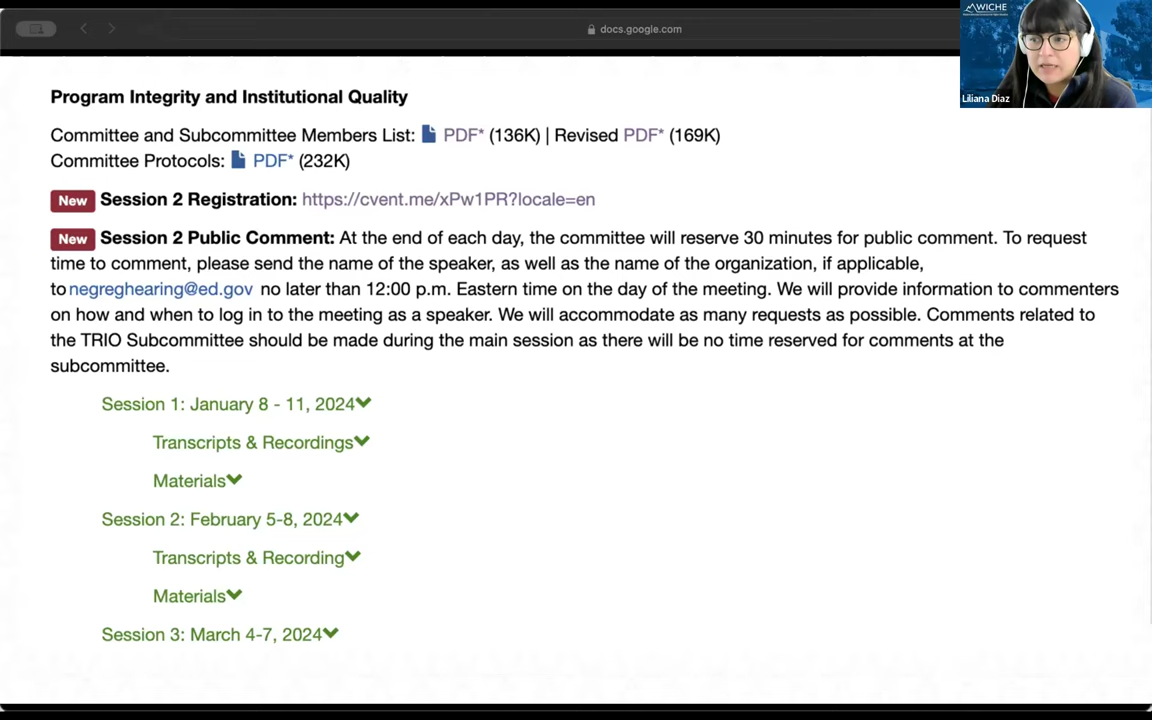 docs.google.com
WICHE
Liliana Diaz
Program Integrity and Institutional Quality
Committee and Subcommittee Members List: PDF* (136K) | Revised PDF* (169K)
Committee Protocols: PDF* (232K)
New Session 2 Registration: https://cvent.me/xPw1PR?locale=en
New Session 2 Public Comment: At the end of each day, the committee will reserve 30 minutes for public comment. To request
time to comment, please send the name of the speaker, as well as the name of the organization, if applicable,
to negreghearing@ed.gov no later than 12:00 p.m. Eastern time on the day of the meeting. We will provide information to commenters
on how and when to log in to the meeting as a speaker. We will accommodate as many requests as possible. Comments related to
the TRIO Subcommittee should be made during the main session as there will be no time reserved for comments at the
subcommittee.
Session 1: January 8 - 11, 2024
Transcripts & Recordings
Materials
Session 2: February 5-8, 2024
Transcripts & Recording
Materials
Session 3: March 4-7, 2024